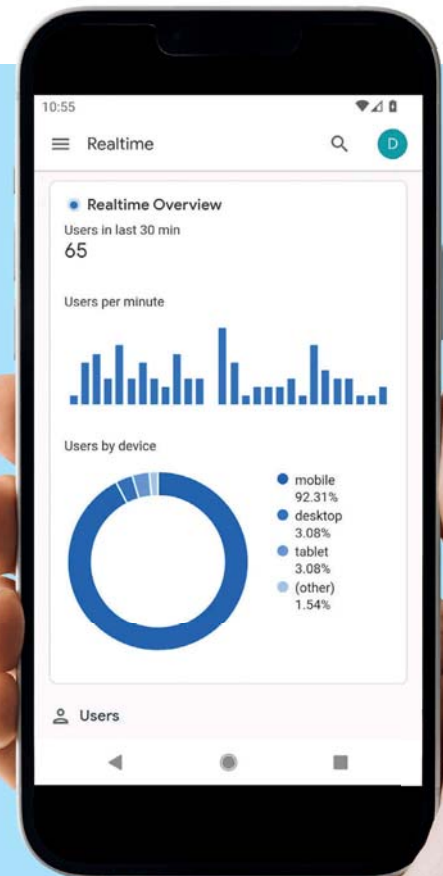 10:55
Realtime
D
Realtime Overview
Users in last 30 min
65
Users per minute
Users by device
mobile
92.31%
desktop
3.08%
tablet
3.08%
(other)
1.54%
Users